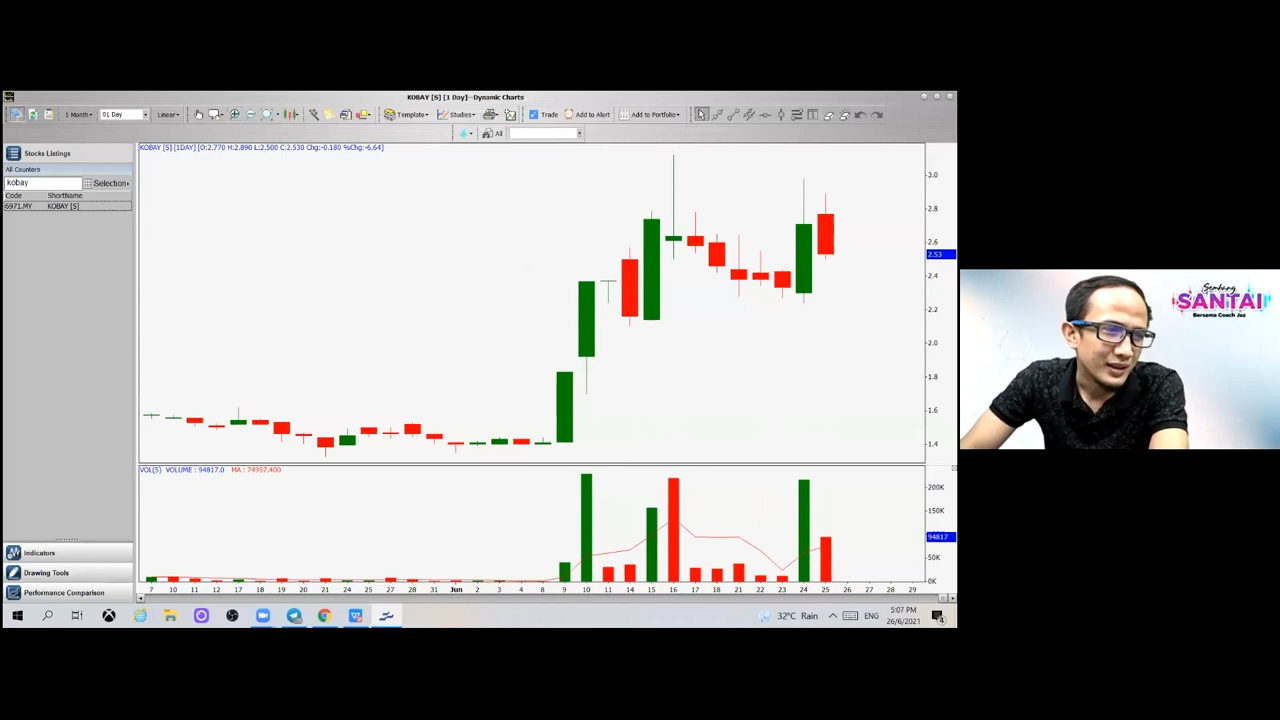 KOBAY [S] [1 Day]--Dynamic Charts
1 Month 01 Day Linear Template Studies Trade Add to Alert Add to Portfolio
All
Stocks Listings
All Counters
kobay Selection
Code ShortName
6971.MY KOBAY [S]
KOBAY [S] [1DAY] [O:2.770 H:2.890 L:2.500 C:2.530 Chg:-0.180 %Chg:-6.64]
3.0
2.8
2.6
2.53
2.4
2.2
2.0
1.8
1.6
1.4
VOL(5) VOLUME : 94817.0 MA : 74957.400
200K
150K
94817
50K
0K
7 10 11 12 17 18 19 20 21 24 25 27 28 31 Jun 2 3 4 8 9 10 11 14 15 16 17 18 21 22 23 24 25 26 27 28 29
Indicators
Drawing Tools
Performance Comparison
32°C Rain ENG 5:07 PM
26/6/2021
4
Sembang
SANTAI
Bersama Coach Jaz